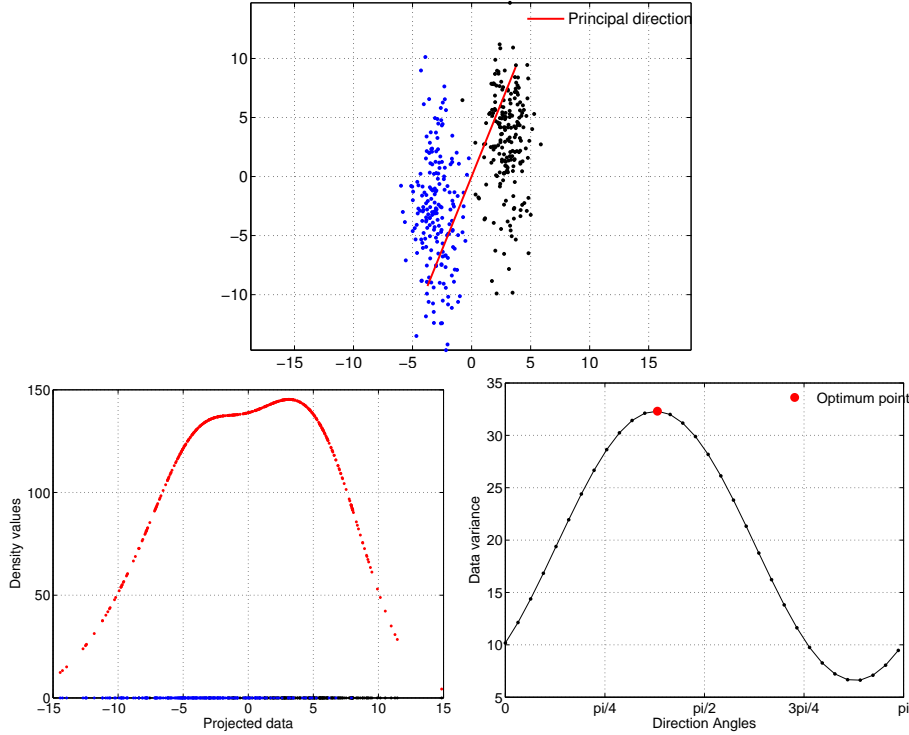 Principal direction
10
5
0
−5
−10
−15 −10 −5 0 5 10 15
150
100
50
0
Density values
−15 −10 −5 0 5 10 15
Projected data
35
30
25
20
15
10
5
Data variance
Optimum point
0 pi/4 pi/2 3pi/4 pi
Direction Angles